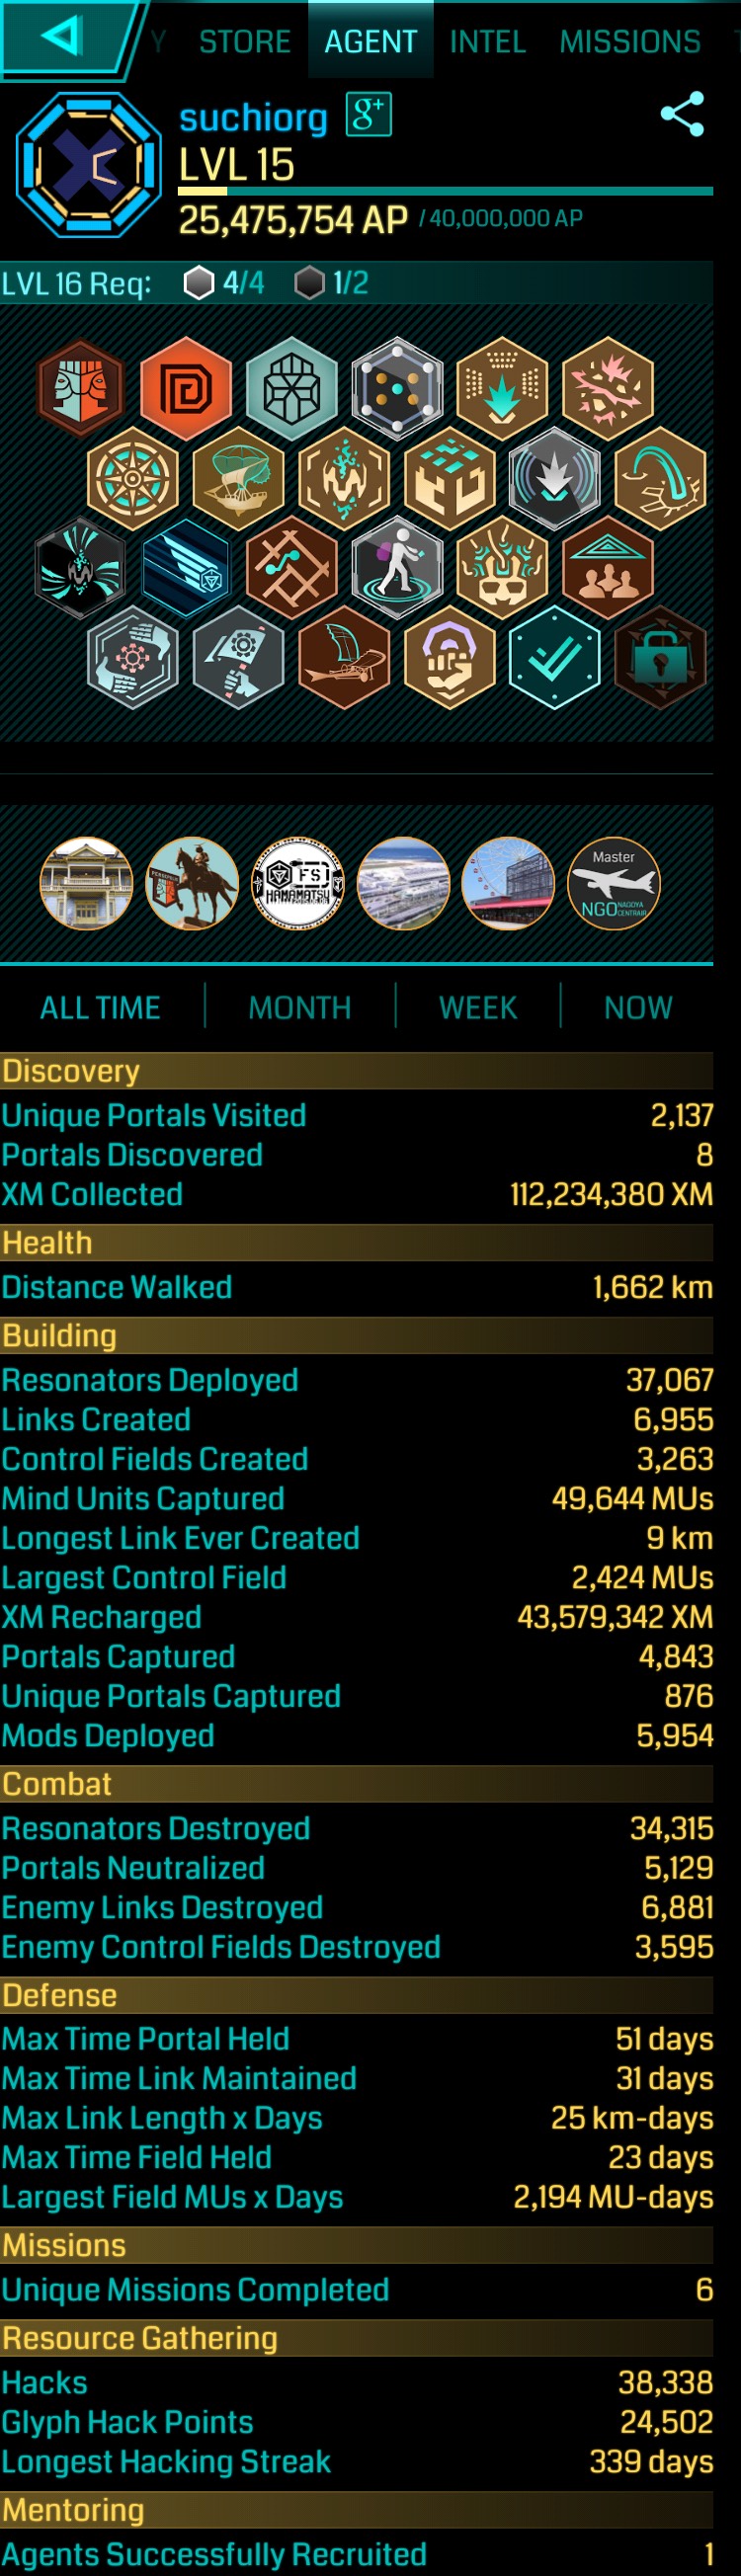 Y STORE AGENT INTEL MISSIONS
suchiorg g+
LVL 15
25,475,754 AP / 40,000,000 AP
LVL 16 Req: 4/4 1/2
PERSEPOLIS FS HAMAMATSU Master NGO NAGOYA CENTRAIR
ALL TIME MONTH WEEK NOW
Discovery
Unique Portals Visited 2,137
Portals Discovered 8
XM Collected 112,234,380 XM
Health
Distance Walked 1,662 km
Building
Resonators Deployed 37,067
Links Created 6,955
Control Fields Created 3,263
Mind Units Captured 49,644 MUs
Longest Link Ever Created 9 km
Largest Control Field 2,424 MUs
XM Recharged 43,579,342 XM
Portals Captured 4,843
Unique Portals Captured 876
Mods Deployed 5,954
Combat
Resonators Destroyed 34,315
Portals Neutralized 5,129
Enemy Links Destroyed 6,881
Enemy Control Fields Destroyed 3,595
Defense
Max Time Portal Held 51 days
Max Time Link Maintained 31 days
Max Link Length x Days 25 km-days
Max Time Field Held 23 days
Largest Field MUs x Days 2,194 MU-days
Missions
Unique Missions Completed 6
Resource Gathering
Hacks 38,338
Glyph Hack Points 24,502
Longest Hacking Streak 339 days
Mentoring
Agents Successfully Recruited 1